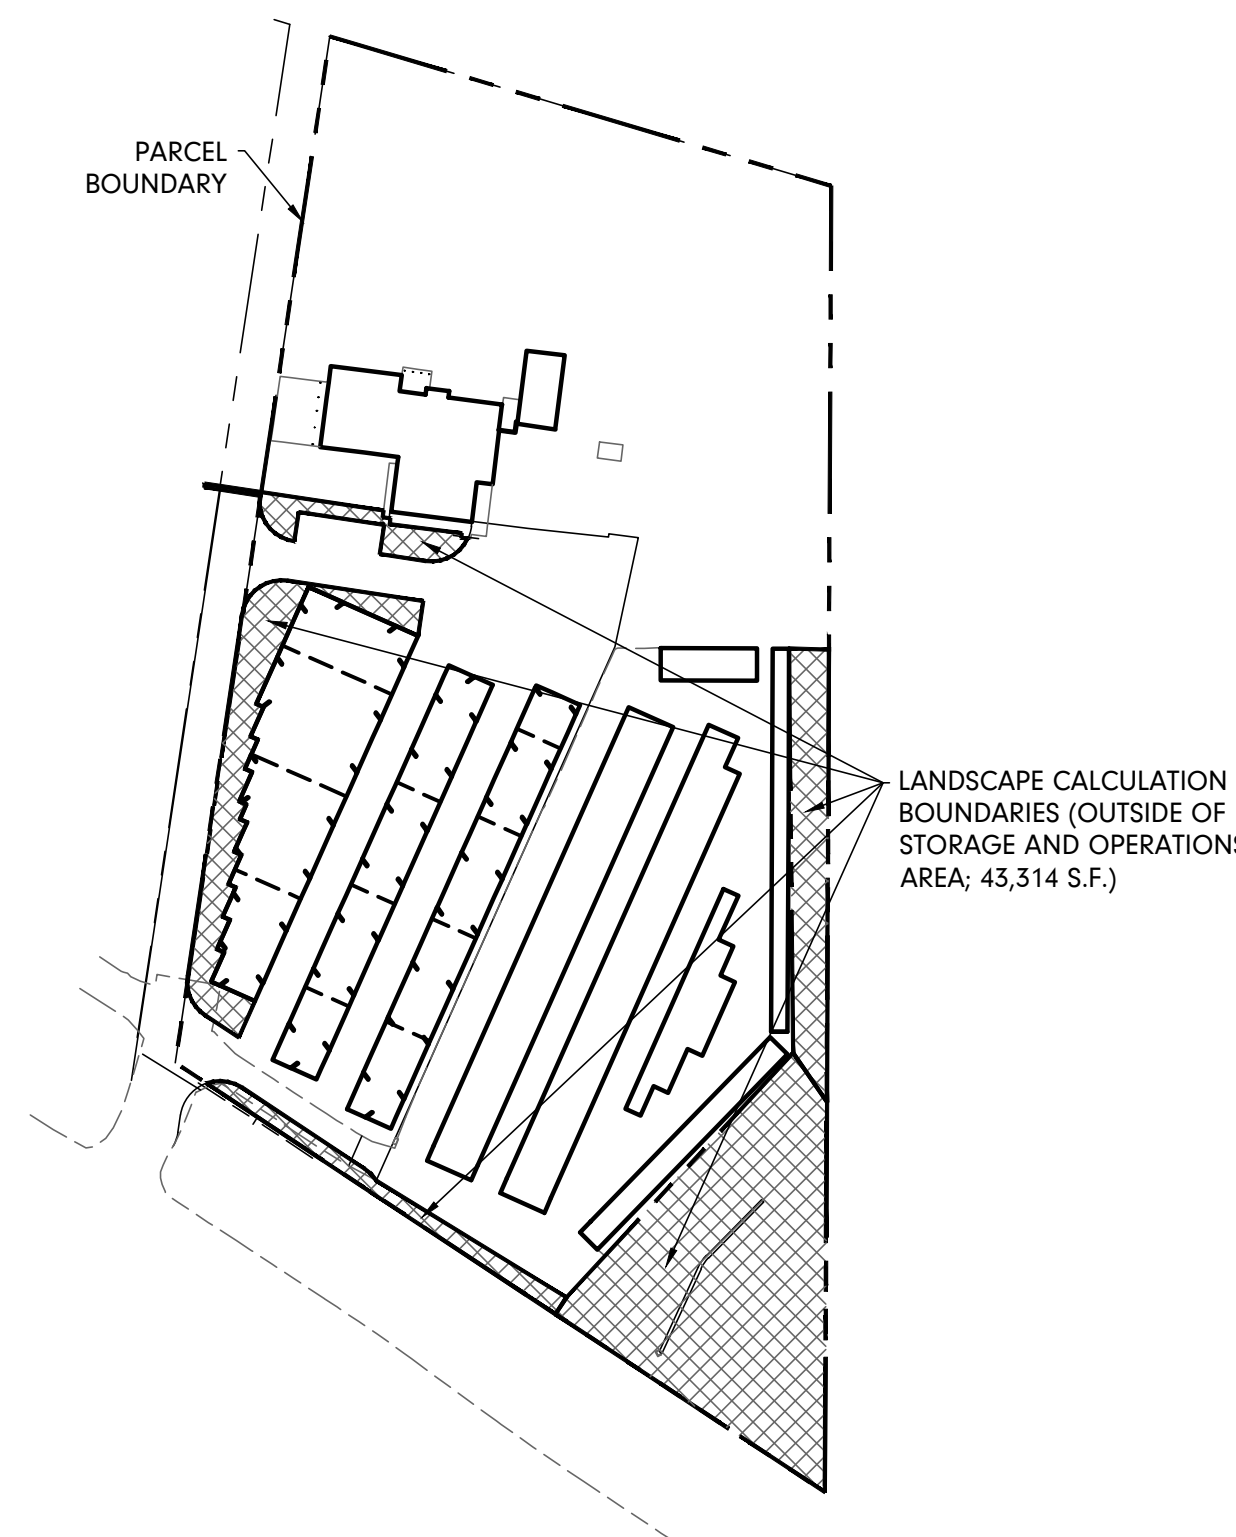 PARCEL
BOUNDARY
LANDSCAPE CALCULATION
BOUNDARIES (OUTSIDE OF
STORAGE AND OPERATIONS
AREA; 43,314 S.F.)